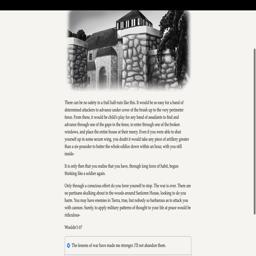 There can be no safety in a frail half-ruin like this. It would be so easy for a band of
determined attackers to advance under cover of the brush up to the very perimeter
fence. From there, it would be child's play for any band of assailants to find and
advance through one of the gaps in the fence, to enter through one of the broken
windows, and place the entire house at their mercy. Even if you were able to shut
yourself up in some secure wing, you doubt it would take any piece of artillery greater
than a six-pounder to batter the whole edifice down within an hour, with you still
inside-
It is only then that you realise that you have, through long force of habit, begun
thinking like a soldier again.
Only through a conscious effort do you force yourself to stop. The war is over. There are
no partisans skulking about in the woods around House, looking to do you
harm. You may have enemies in Tierra, true, but nobody so barbarous as to attack you
with cannon. Surely, to apply military patterns of thought to your life at peace would be
ridiculous-
Wouldn't it?
The lessons of war have made me stronger. I'll not abandon them.